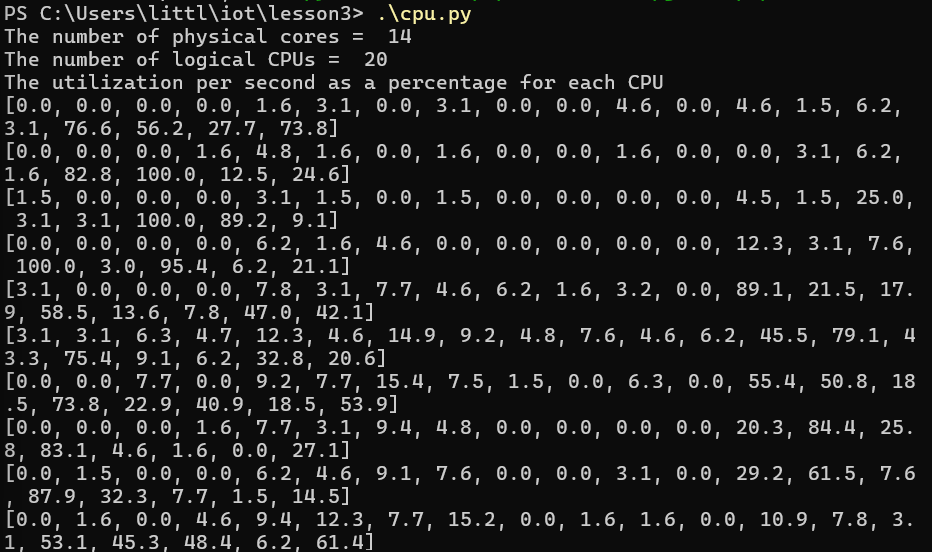 PS C:\Users\littl\iot\lesson3> .\cpu.py
The number of physical cores =  14
The number of logical CPUs =  20
The utilization per second as a percentage for each CPU
[0.0, 0.0, 0.0, 0.0, 1.6, 3.1, 0.0, 3.1, 0.0, 0.0, 4.6, 0.0, 4.6, 1.5, 6.2,
3.1, 76.6, 56.2, 27.7, 73.8]
[0.0, 0.0, 0.0, 1.6, 4.8, 1.6, 0.0, 1.6, 0.0, 0.0, 1.6, 0.0, 0.0, 3.1, 6.2,
1.6, 82.8, 100.0, 12.5, 24.6]
[1.5, 0.0, 0.0, 0.0, 3.1, 1.5, 0.0, 1.5, 0.0, 0.0, 0.0, 0.0, 4.5, 1.5, 25.0,
 3.1, 3.1, 100.0, 89.2, 9.1]
[0.0, 0.0, 0.0, 0.0, 6.2, 1.6, 4.6, 0.0, 0.0, 0.0, 0.0, 0.0, 12.3, 3.1, 7.6,
 100.0, 3.0, 95.4, 6.2, 21.1]
[3.1, 0.0, 0.0, 0.0, 7.8, 3.1, 7.7, 4.6, 6.2, 1.6, 3.2, 0.0, 89.1, 21.5, 17.
9, 58.5, 13.6, 7.8, 47.0, 42.1]
[3.1, 3.1, 6.3, 4.7, 12.3, 4.6, 14.9, 9.2, 4.8, 7.6, 4.6, 6.2, 45.5, 79.1, 4
3.3, 75.4, 9.1, 6.2, 32.8, 20.6]
[0.0, 0.0, 7.7, 0.0, 9.2, 7.7, 15.4, 7.5, 1.5, 0.0, 6.3, 0.0, 55.4, 50.8, 18
.5, 73.8, 22.9, 40.9, 18.5, 53.9]
[0.0, 0.0, 0.0, 1.6, 7.7, 3.1, 9.4, 4.8, 0.0, 0.0, 0.0, 0.0, 20.3, 84.4, 25.
8, 83.1, 4.6, 1.6, 0.0, 27.1]
[0.0, 1.5, 0.0, 0.0, 6.2, 4.6, 9.1, 7.6, 0.0, 0.0, 3.1, 0.0, 29.2, 61.5, 7.6
, 87.9, 32.3, 7.7, 1.5, 14.5]
[0.0, 1.6, 0.0, 4.6, 9.4, 12.3, 7.7, 15.2, 0.0, 1.6, 1.6, 0.0, 10.9, 7.8, 3.
1, 53.1, 45.3, 48.4, 6.2, 61.4]